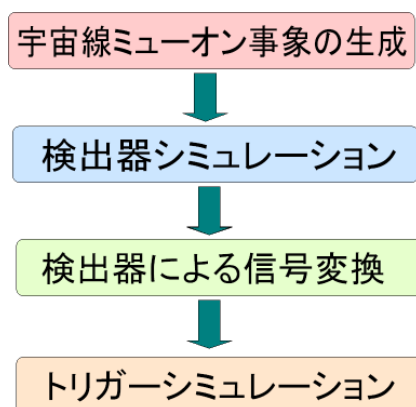 宇宙線ミューオン事象の生成
検出器シミュレーション
検出器による信号変換
トリガーシミュレーション